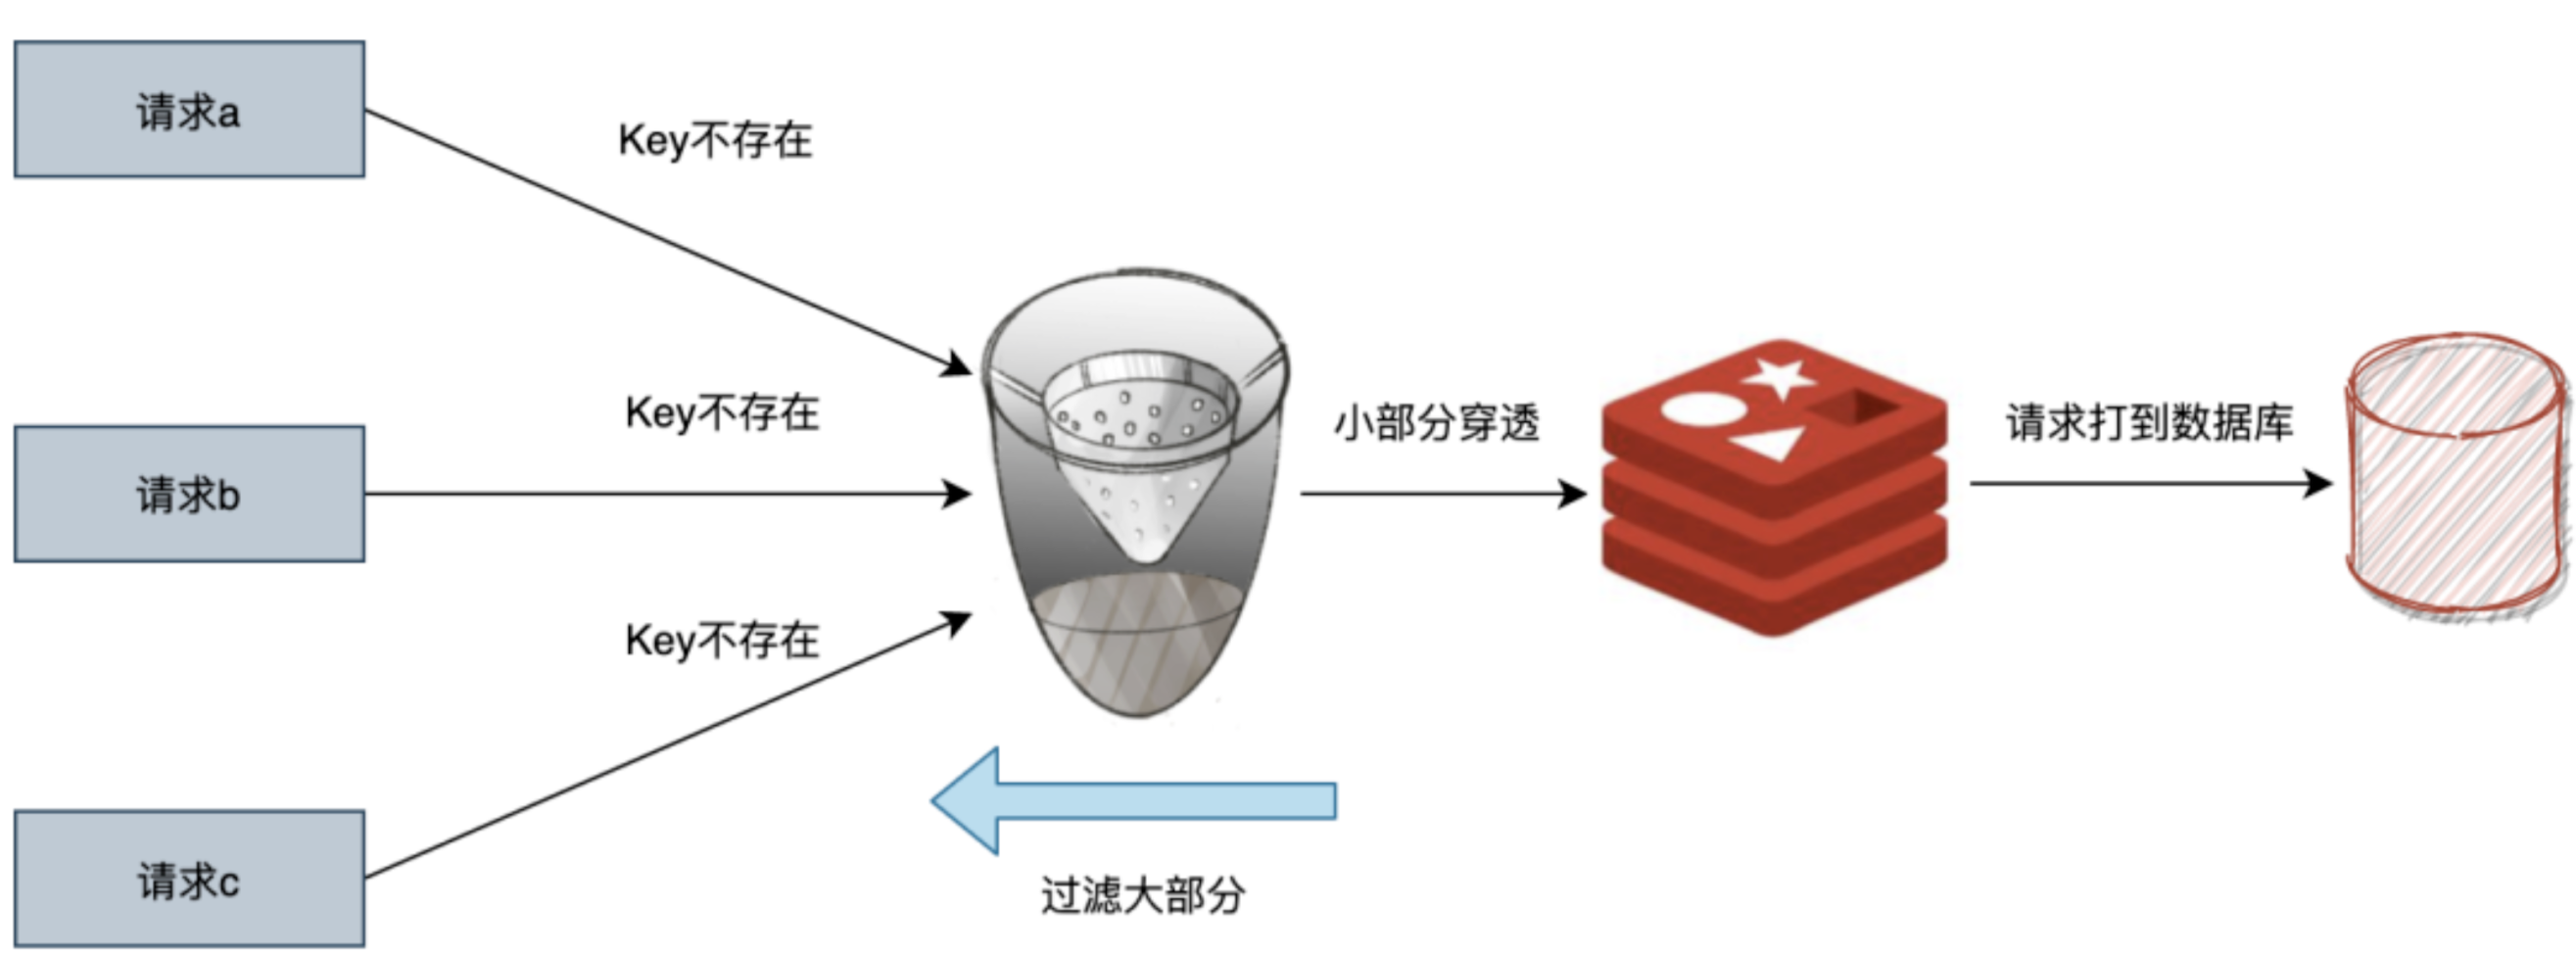 请求a
Key不存在
Key不存在
请求b
小部分穿透
请求打到数据库
Key不存在
请求c
过滤大部分